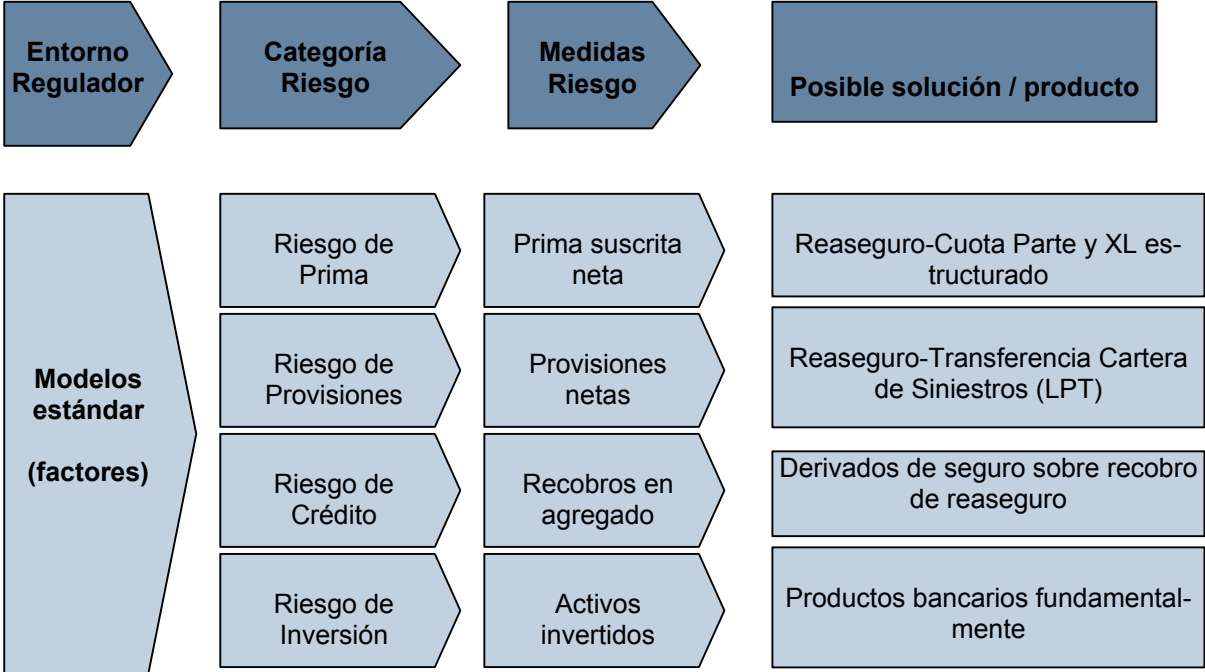 Entorno
Regulador
Categoría
Riesgo
Medidas
Riesgo
Posible solución / producto
Modelos
estándar
(factores)
Riesgo de
Prima
Prima suscrita
neta
Reaseguro-Cuota Parte y XL es-
tructurado
Riesgo de
Provisiones
Provisiones
netas
Reaseguro-Transferencia Cartera
de Siniestros (LPT)
Riesgo de
Crédito
Recobros en
agregado
Derivados de seguro sobre recobro
de reaseguro
Riesgo de
Inversión
Activos
invertidos
Productos bancarios fundamental-
mente